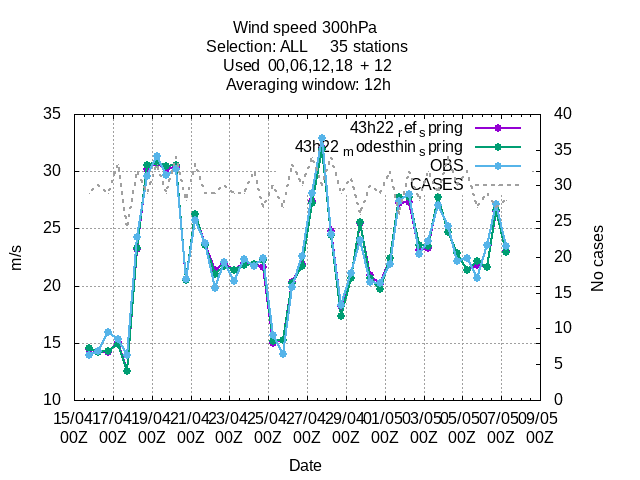 Wind speed 300hPa
Selection: ALL 35 stations
Used 00,06,12,18 + 12
Averaging window: 12h
35
30
25
20
15
10
m/s
40
35
30
25
20
15
10
5
0
No cases
43h22 ref spring
43h22 modesthin spring
OBS
CASES
15/04 17/04 19/04 21/04 23/04 25/04 27/04 29/04 01/05 03/05 05/05 07/05 09/05
00Z 00Z 00Z 00Z 00Z 00Z 00Z 00Z 00Z 00Z 00Z 00Z 00Z
Date